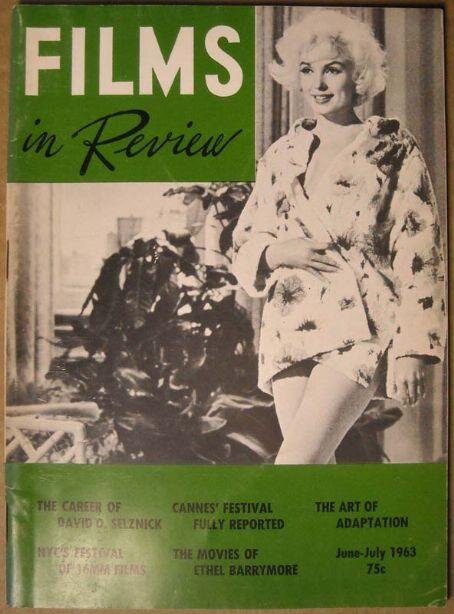 FILMS
in Review
THE CAREER OF
DAVID O. SELZNICK
CANNES' FESTIVAL
FULLY REPORTED
THE ART OF
ADAPTATION
NYC'S FESTIVAL
OF 16MM FILMS
THE MOVIES OF
ETHEL BARRYMORE
June-July 1963
75c